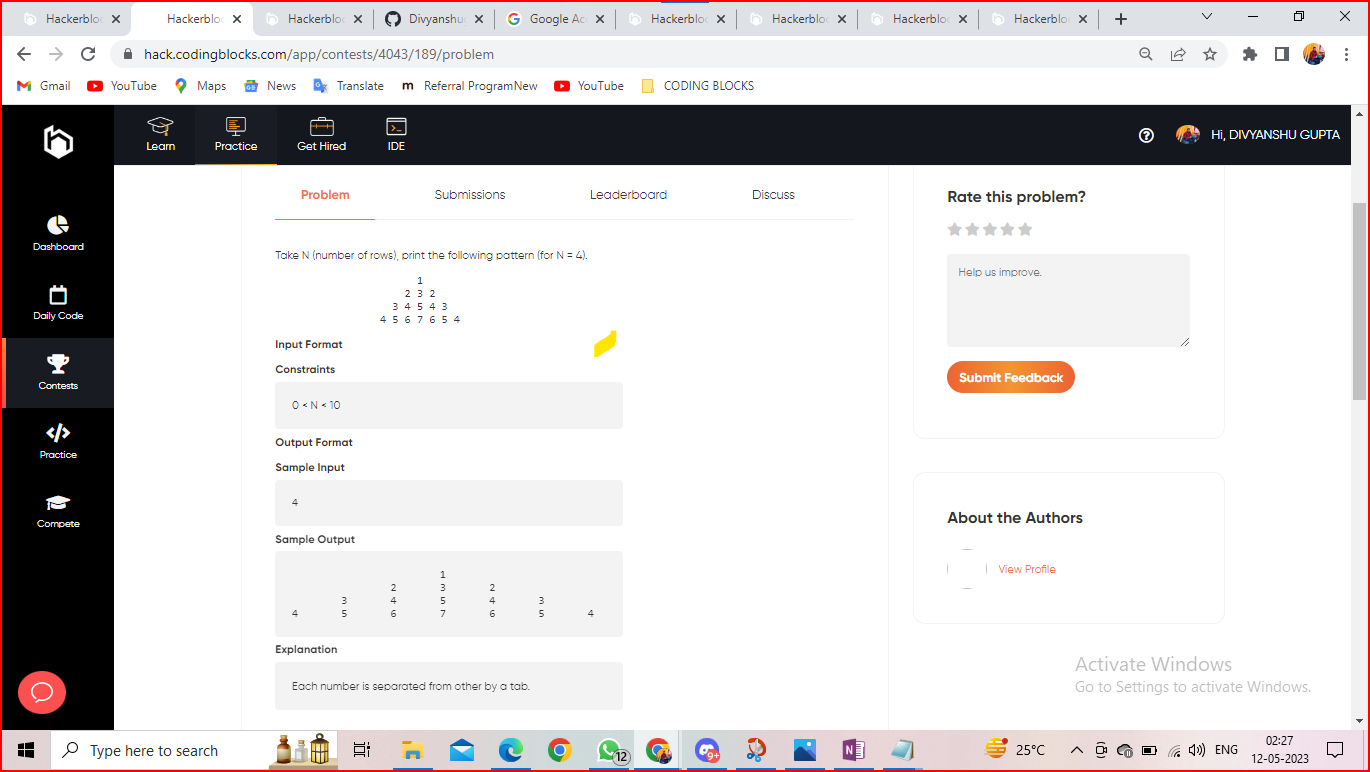 Hackerbloc
Hackerbloc
Hackerbloc
Divyanshu
Google Ac
Hackerbloc
Hackerbloc
Hackerbloc
Hackerbloc
hack.codingblocks.com/app/contests/4043/189/problem
Gmail YouTube Maps News Translate Referral ProgramNew YouTube CODING BLOCKS
Learn Practice Get Hired IDE
Hi, DIVYANSHU GUPTA
Dashboard
Daily Code
Contests
Practice
Compete
Problem Submissions Leaderboard Discuss
Take N (number of rows), print the following pattern (for N = 4).
1
2 3 2
3 4 5 4 3
4 5 6 7 6 5 4
Input Format
Constraints
0 < N < 10
Output Format
Sample Input
4
Sample Output
1
2 3 2
3 4 5 4 3
4 5 6 7 6 5 4
Explanation
Each number is separated from other by a tab.
Rate this problem?
Help us improve.
Submit Feedback
About the Authors
View Profile
Activate Windows
Go to Settings to activate Windows.
Type here to search
12
9+
25°C
ENG
02:27
12-05-2023